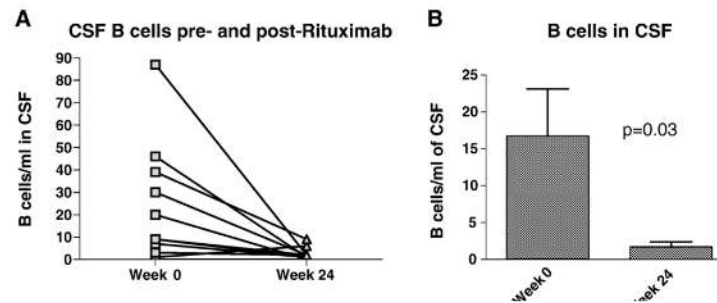 A
CSF B cells pre- and post-Rituximab
B cells/ml in CSF
90
80
70
60
50
40
30
20
10
0
Week 0
Week 24
B
B cells in CSF
B cells/ml of CSF
25
20
15
10
5
0
p=0.03
Week 0